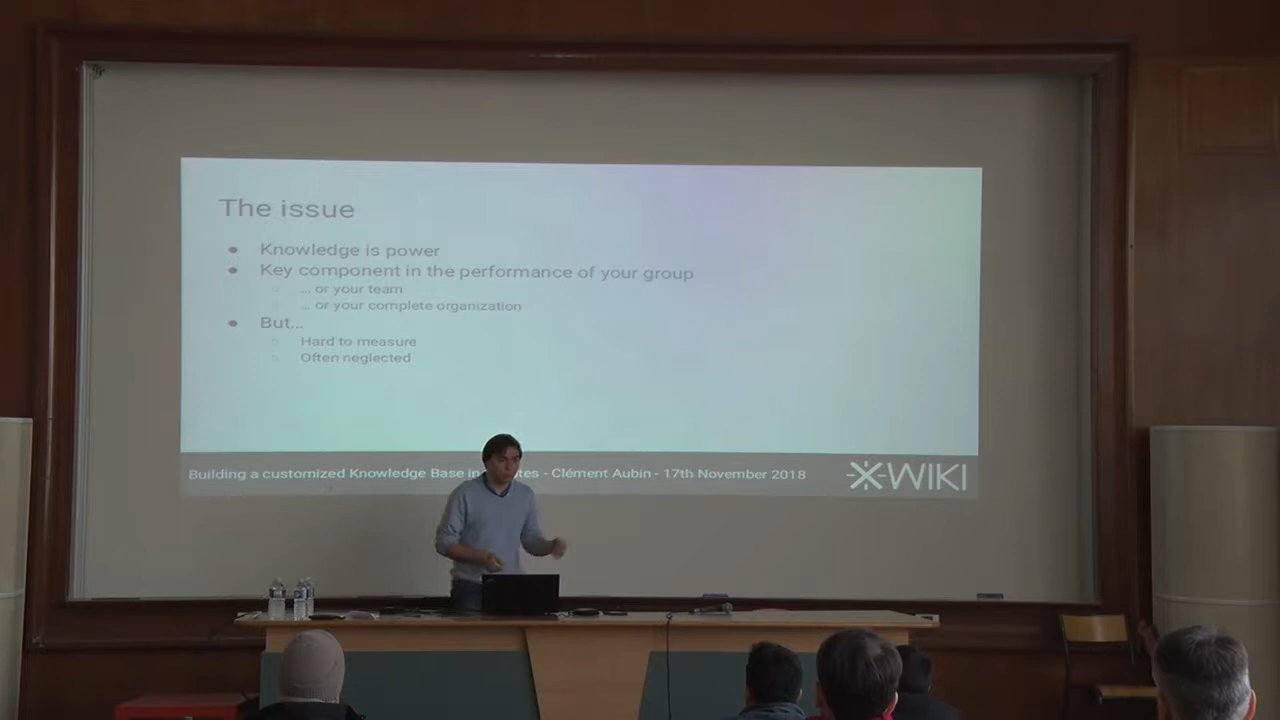 The issue
● Knowledge is power
● Key component in the performance of your group
○ ... or your team
○ ... or your complete organization
● But...
○ Hard to measure
○ Often neglected
Building a customized Knowledge Base in tes - Clément Aubin - 17th November 2018
XWIKI